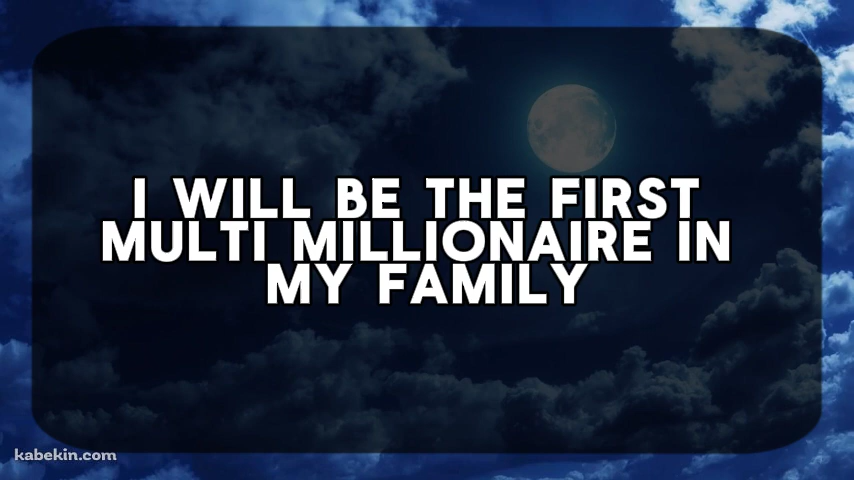 I WILL BE THE FIRST
MULTI MILLIONAIRE IN
MY FAMILY
kabekin.com